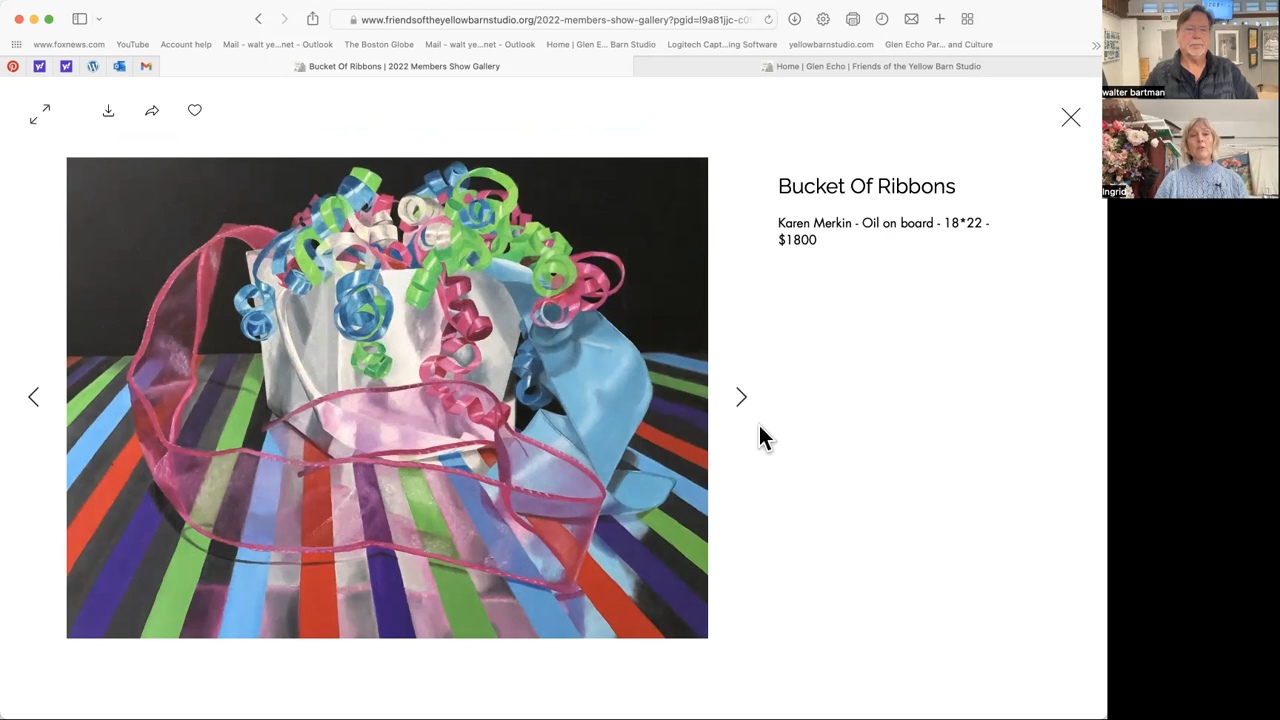 www.friendsoftheyellowbarnstudio.org/2022-members-show-gallery?pgid=l9a81jjc-c0
www.foxnews.com YouTube Account help Mail - walt ye...net - Outlook The Boston Globe Mail - walt ye...net - Outlook Home | Glen E... Barn Studio Logitech Capt...ing Software yellowbarnstudio.com Glen Echo Par... and Culture
Bucket Of Ribbons | 2022 Members Show Gallery Home | Glen Echo | Friends of the Yellow Barn Studio
walter bartman
Ingrid
Bucket Of Ribbons
Karen Merkin - Oil on board - 18*22 -
$1800